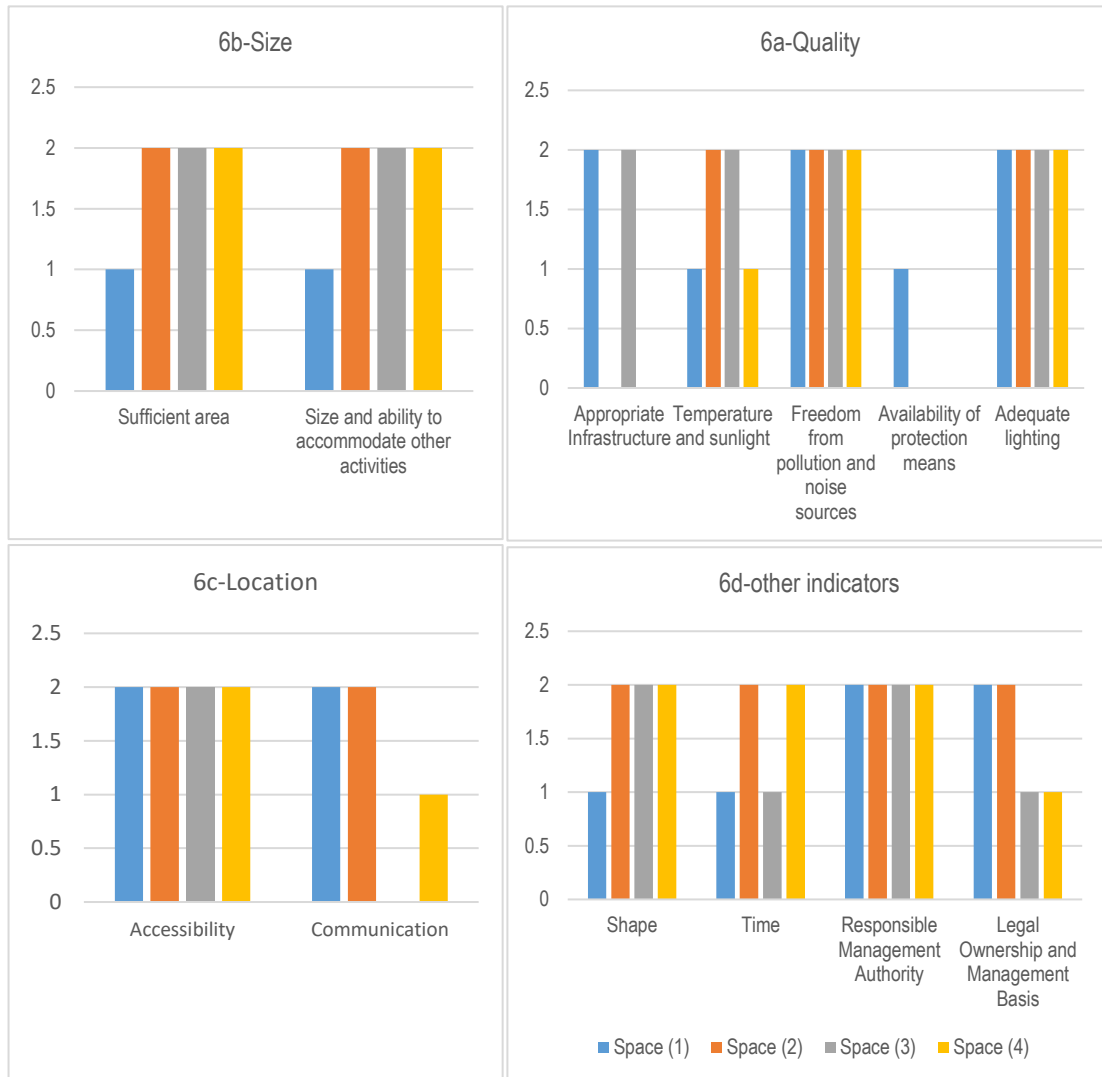 6b-Size
2.5
2
1.5
1
0.5
0
Sufficient area
Size and ability to
accommodate other
activities
6a-Quality
2.5
2
1.5
1
0.5
0
Appropriate
Infrastructure
Temperature
and sunlight
Freedom
from
pollution and
noise
sources
Availability of
protection
means
Adequate
lighting
6c-Location
2.5
2
1.5
1
0.5
0
Accessibility
Communication
6d-other indicators
2.5
2
1.5
1
0.5
0
Shape
Time
Responsible
Management
Authority
Legal
Ownership and
Management
Basis
Space (1)
Space (2)
Space (3)
Space (4)